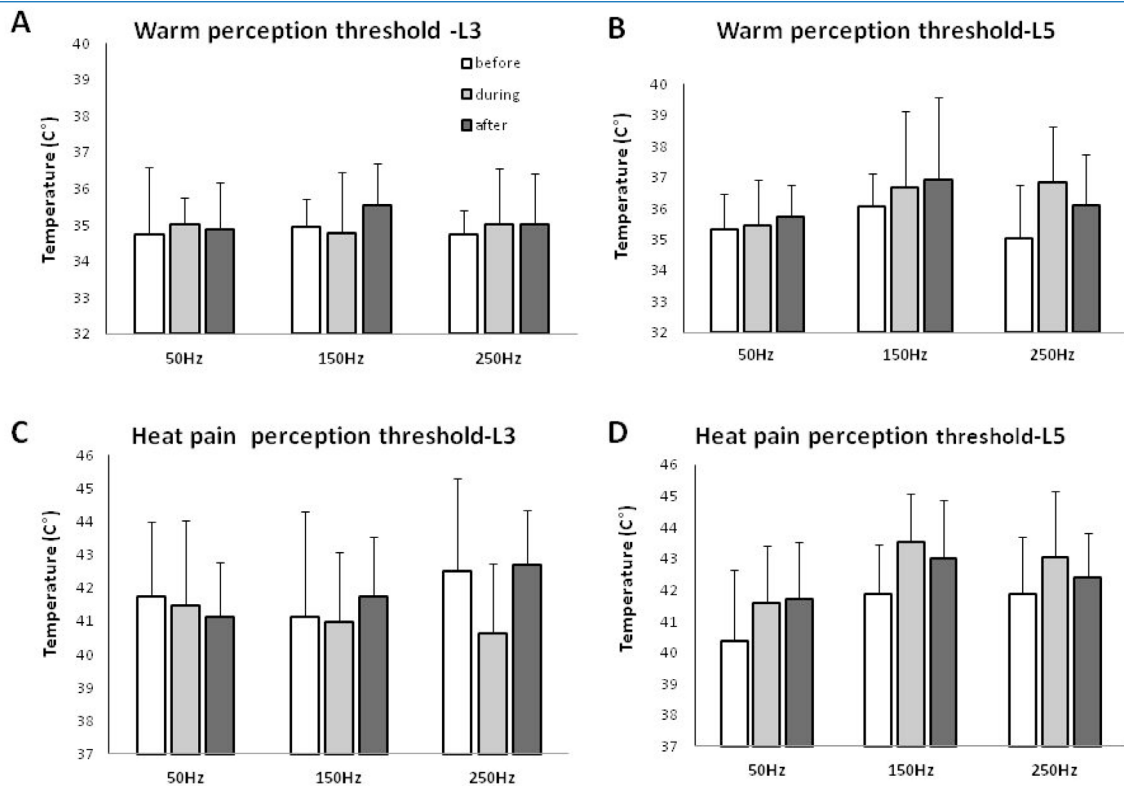 A
Warm perception threshold -L3
Temperature (C°)
40
39
38
37
36
35
34
33
32
before
during
after
50Hz
150Hz
250Hz
B
Warm perception threshold-L5
Temperature (C°)
40
39
38
37
36
35
34
33
32
50Hz
150Hz
250Hz
C
Heat pain perception threshold-L3
Temperature (C°)
46
45
44
43
42
41
40
39
38
37
50Hz
150Hz
250Hz
D
Heat pain perception threshold-L5
Temperature (C°)
46
45
44
43
42
41
40
39
38
37
50Hz
150Hz
250Hz